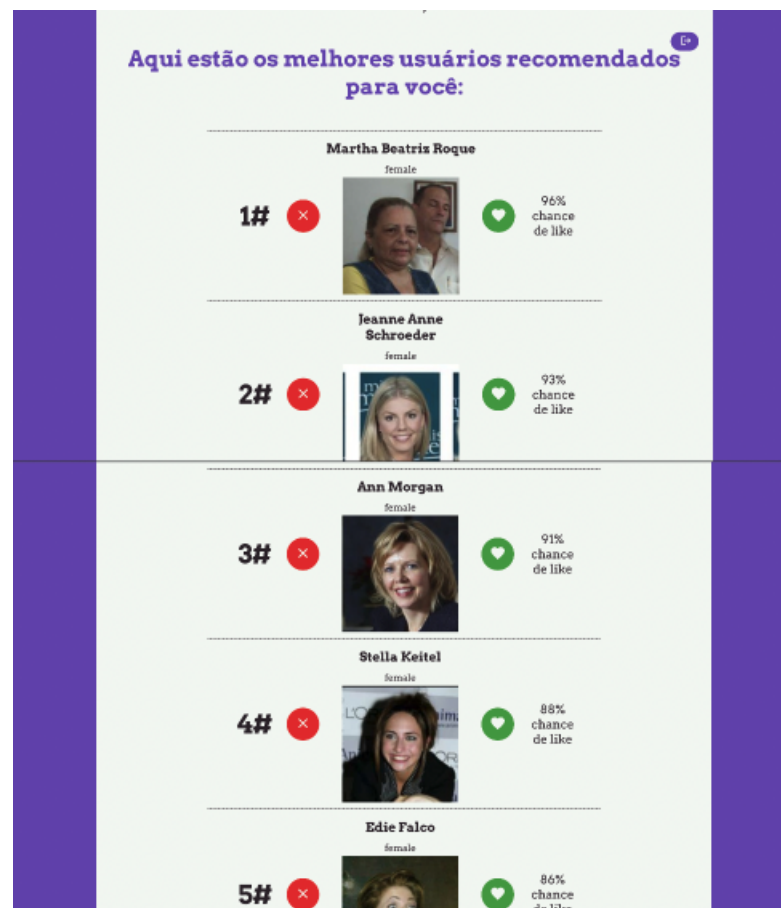 Aqui estão os melhores usuários recomendados
para você:
Martha Beatriz Roque
female
1#
96%
chance
de like
Jeanne Anne
Schroeder
female
2#
93%
chance
de like
Ann Morgan
female
3#
91%
chance
de like
Stella Keitel
female
4#
88%
chance
de like
Edie Falco
female
5#
86%
chance
de like